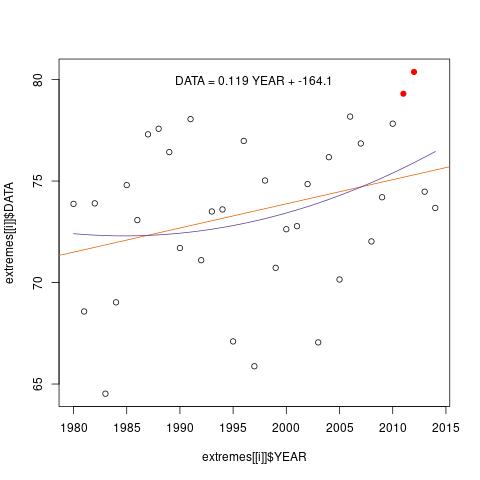 DATA = 0.119 YEAR + -164.1
80
75
70
65
extremes[[i]]$DATA
1980 1985 1990 1995 2000 2005 2010 2015
extremes[[i]]$YEAR